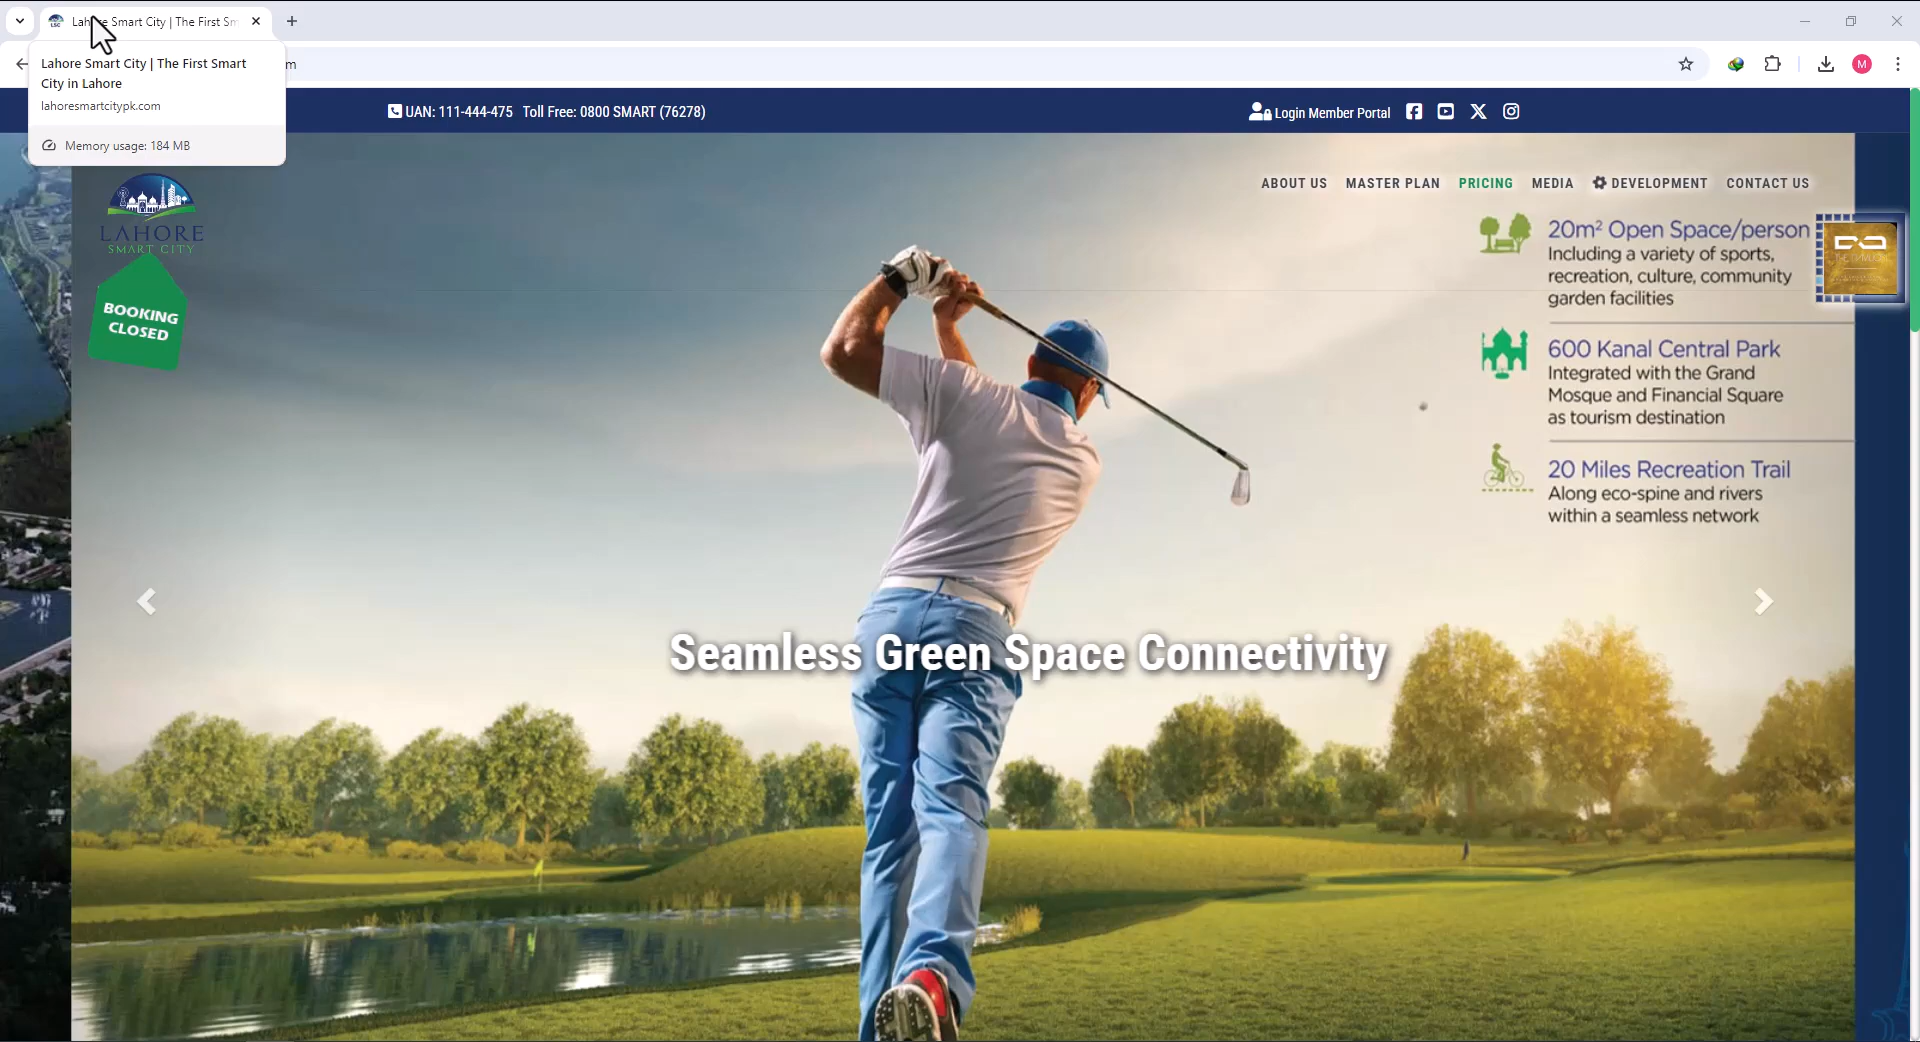 Lahore Smart City | The First Sm
Lahore Smart City | The First Smart
City in Lahore
lahoresmartcitypk.com
Memory usage: 184 MB
m
M
UAN: 111-444-475 Toll Free: 0800 SMART (76278)
Login Member Portal
LAHORE
SMART CITY
BOOKING
CLOSED
ABOUT US MASTER PLAN PRICING MEDIA DEVELOPMENT CONTACT US
20m² Open Space/person
Including a variety of sports,
recreation, culture, community
garden facilities
600 Kanal Central Park
Integrated with the Grand
Mosque and Financial Square
as tourism destination
20 Miles Recreation Trail
Along eco-spine and rivers
within a seamless network
Seamless Green Space Connectivity